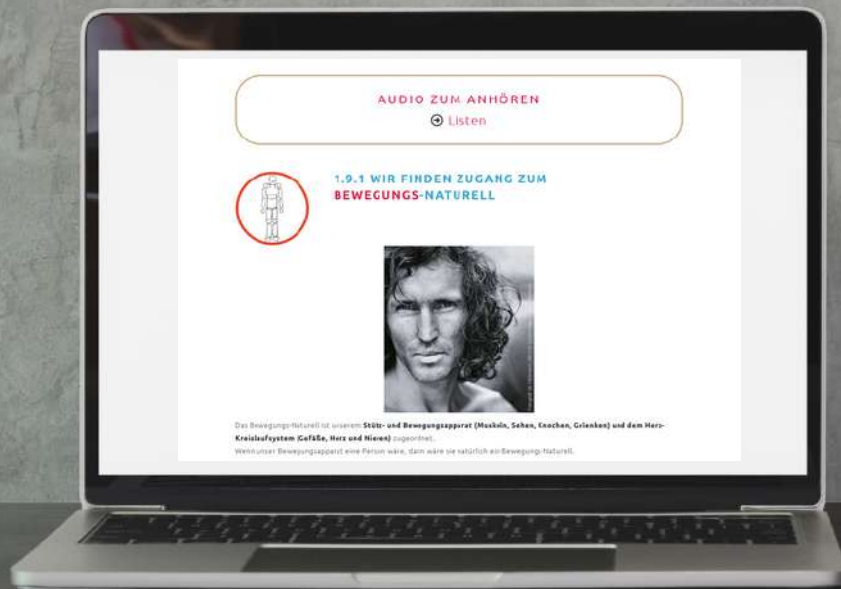 AUDIO ZUM ANHÖREN
Listen
1.9.1 WIR FINDEN ZUGANG ZUM
BEWEGUNGS-NATURELL
Das Bewegungs-Naturell ist unserem Stütz- und Bewegungsapparat (Muskeln, Sehen, Knochen, Gelenken) und dem Herz-
Kreislaufsystem (Gefäße, Herz und Nieren) zugeordnet.
Wenn unser Bewegungsapparat eine Person wäre, dann wäre sie natürlich ein Bewegungs-Naturell.